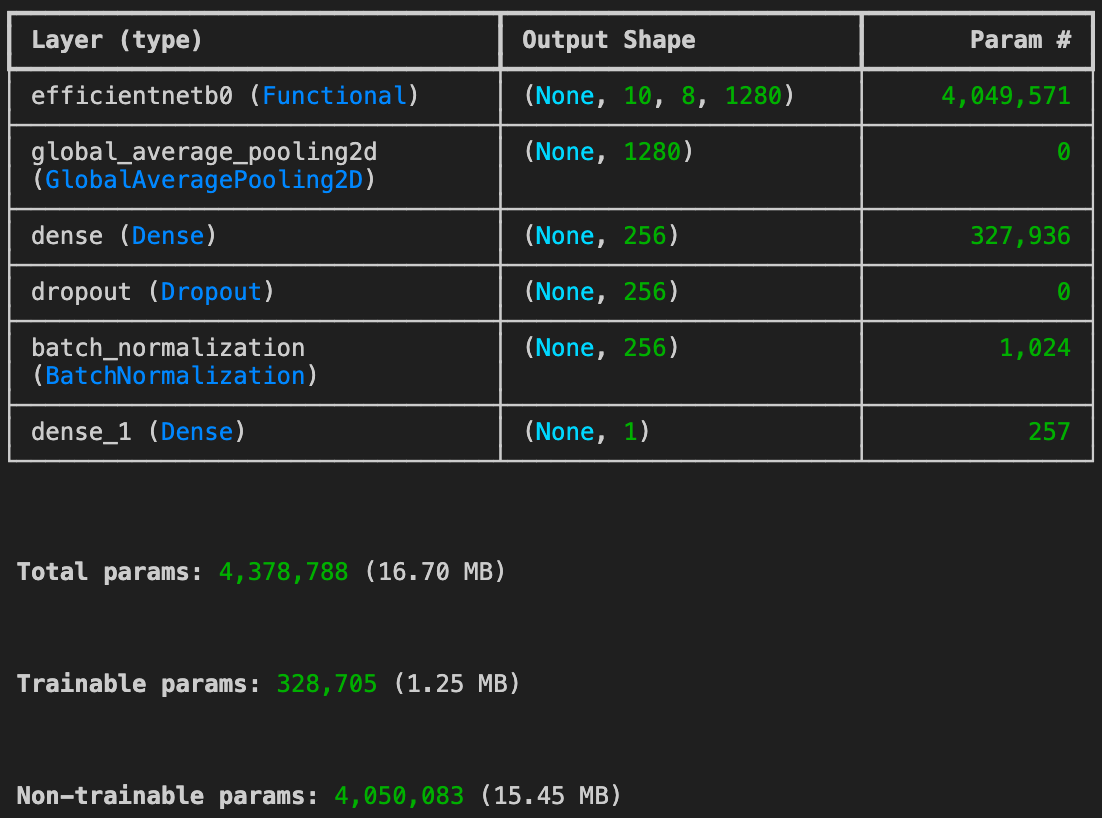 Layer (type) Output Shape Param #
efficientnetb0 (Functional) (None, 10, 8, 1280) 4,049,571
global_average_pooling2d (None, 1280) 0
(GlobalAveragePooling2D)
dense (Dense) (None, 256) 327,936
dropout (Dropout) (None, 256) 0
batch_normalization (None, 256) 1,024
(BatchNormalization)
dense_1 (Dense) (None, 1) 257
Total params: 4,378,788 (16.70 MB)
Trainable params: 328,705 (1.25 MB)
Non-trainable params: 4,050,083 (15.45 MB)